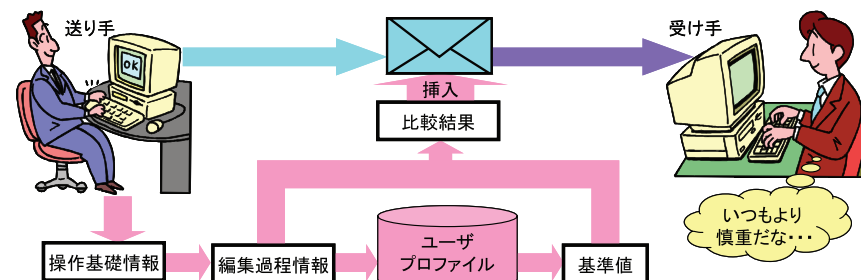 送り手
受け手
OK
挿入
比較結果
いつもより
慎重だな・・・
操作基礎情報
編集過程情報
ユーザ
プロファイル
基準値